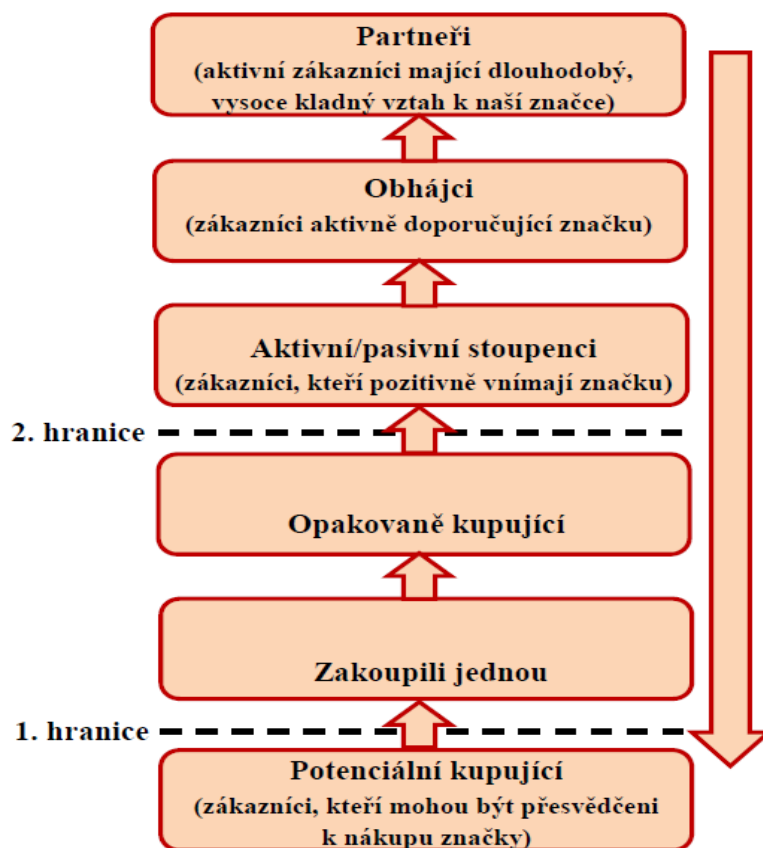 Partneři
(aktivní zákazníci mající dlouhodobý,
vysoce kladný vztah k naší značce)
Obhájci
(zákazníci aktivně doporučující značku)
Aktivní/pasivní stoupenci
(zákazníci, kteří pozitivně vnímají značku)
2. hranice
Opakovaně kupující
Zakoupili jednou
1. hranice
Potenciální kupující
(zákazníci, kteří mohou být přesvědčeni
k nákupu značky)